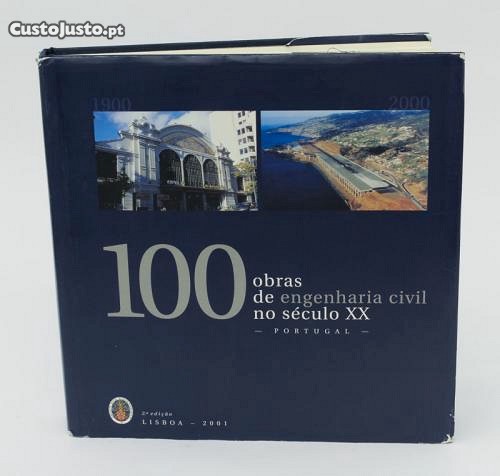 CustoJusto.pt
1900
2000
100 obras
de engenharia civil
no século XX
— PORTUGAL —
2ª edição
LISBOA – 2001